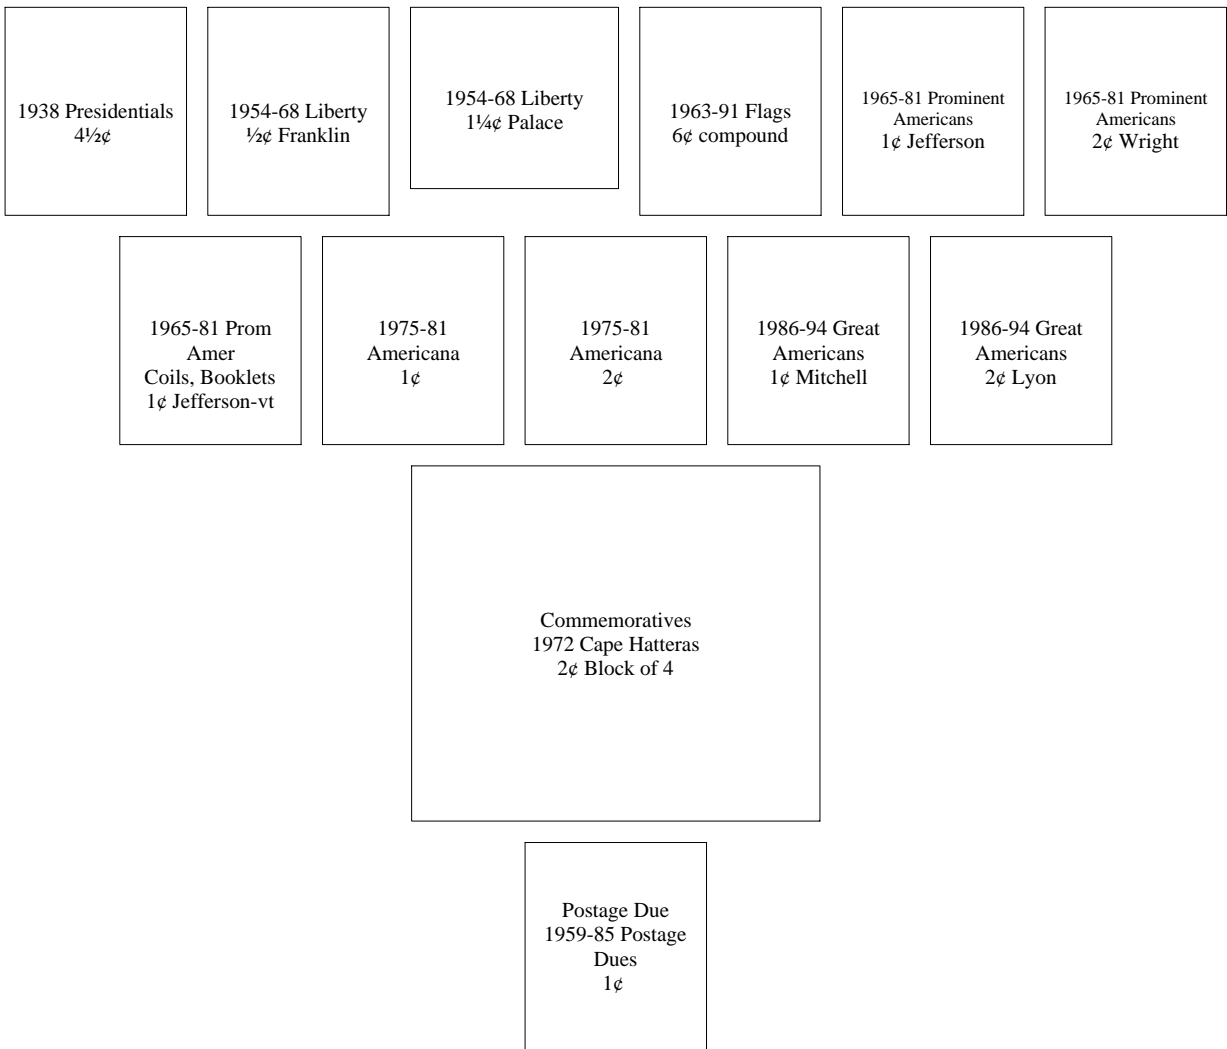 1938 Presidentials
4½¢
1954-68 Liberty
½¢ Franklin
1954-68 Liberty
1¼¢ Palace
1963-91 Flags
6¢ compound
1965-81 Prominent
Americans
1¢ Jefferson
1965-81 Prominent
Americans
2¢ Wright
1965-81 Prom
Amer
Coils, Booklets
1¢ Jefferson-vt
1975-81
Americana
1¢
1975-81
Americana
2¢
1986-94 Great
Americans
1¢ Mitchell
1986-94 Great
Americans
2¢ Lyon
Commemoratives
1972 Cape Hatteras
2¢ Block of 4
Postage Due
1959-85 Postage
Dues
1¢